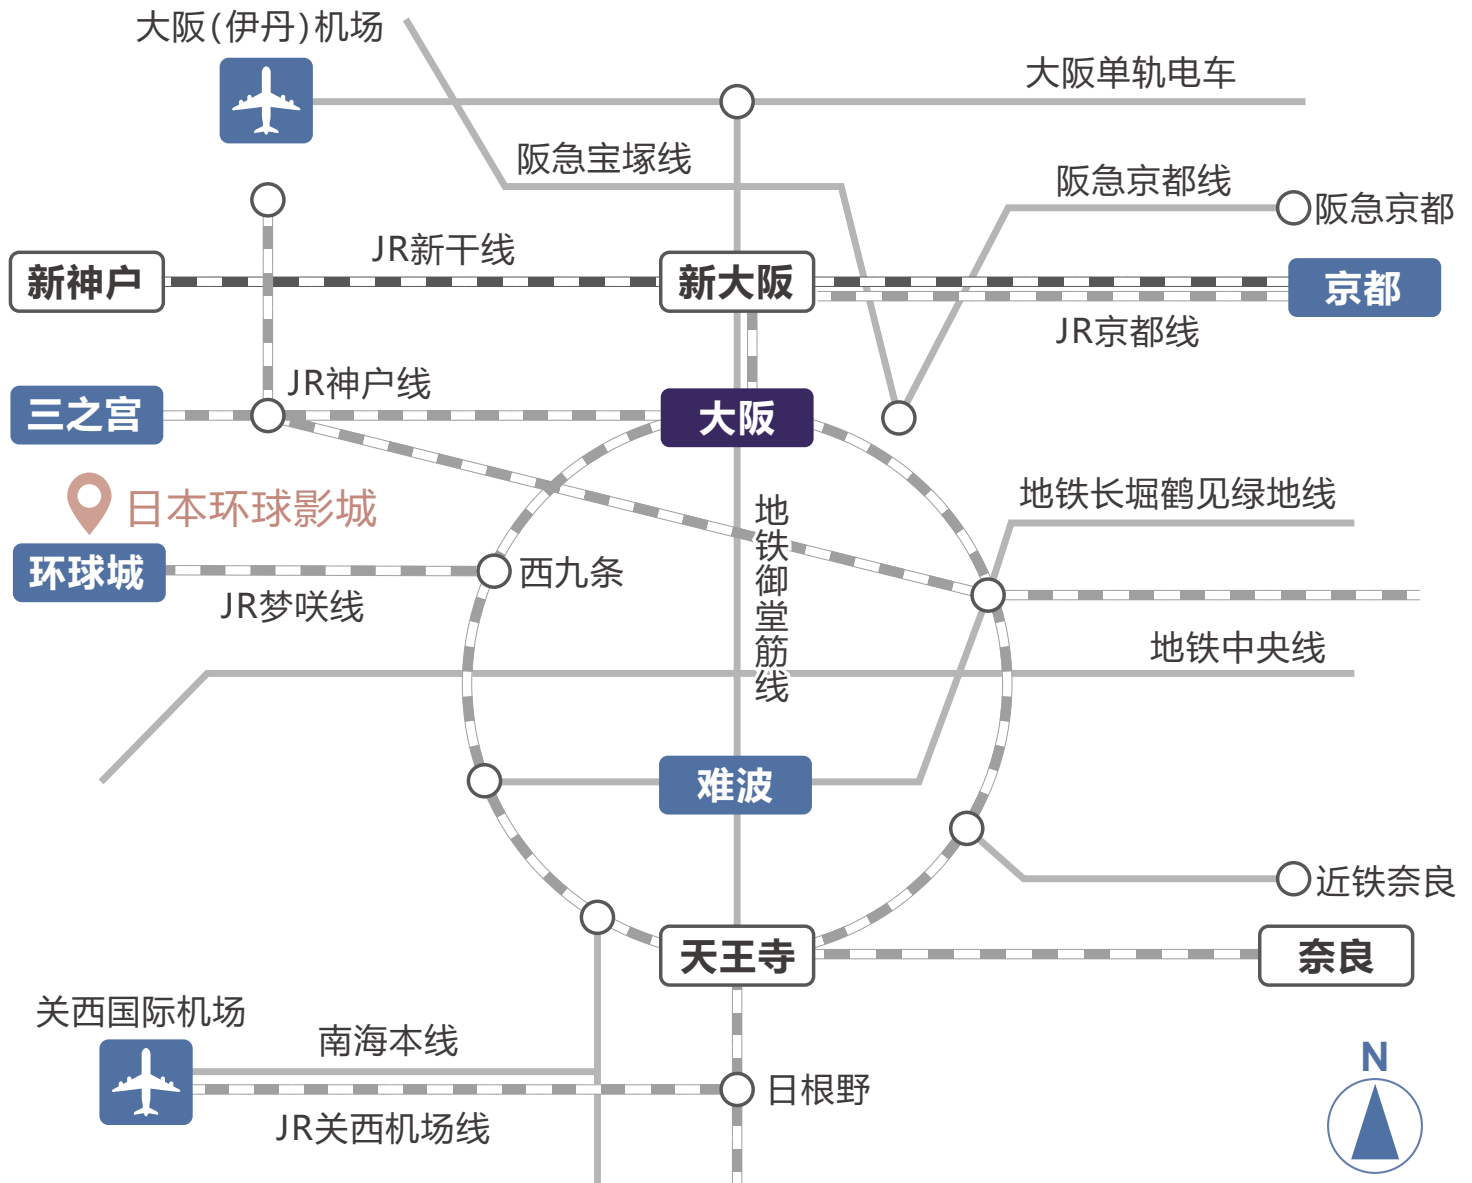 大阪(伊丹)机场
大阪单轨电车
阪急宝塚线
阪急京都线
阪急京都
JR新干线
新神户
新大阪
京都
JR京都线
JR神户线
三之宫
大阪
日本环球影城
地铁长堀鹤见绿地线
地铁御堂筋线
环球城
西九条
JR梦咲线
地铁中央线
难波
近铁奈良
天王寺
奈良
关西国际机场
南海本线
日根野
JR关西机场线
N